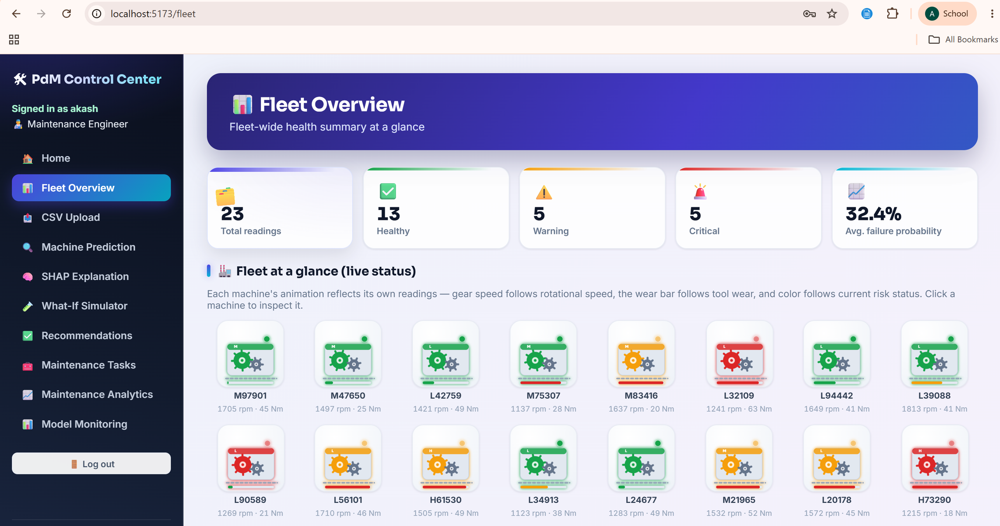 localhost:5173/fleet
A School
All Bookmarks
PdM Control Center
Signed in as akash
Maintenance Engineer
Home
Fleet Overview
CSV Upload
Machine Prediction
SHAP Explanation
What-If Simulator
Recommendations
Maintenance Tasks
Maintenance Analytics
Model Monitoring
Log out
Fleet Overview
Fleet-wide health summary at a glance
23
Total readings
13
Healthy
5
Warning
5
Critical
32.4%
Avg. failure probability
Fleet at a glance (live status)
Each machine's animation reflects its own readings — gear speed follows rotational speed, the wear bar follows tool wear, and color follows current risk status. Click a
machine to inspect it.
M M L M M L L L
M97901 M47650 L42759 M75307 M83416 L32109 L94442 L39088
1705 rpm · 45 Nm 1497 rpm · 25 Nm 1421 rpm · 49 Nm 1137 rpm · 28 Nm 1637 rpm · 20 Nm 1241 rpm · 63 Nm 1649 rpm · 41 Nm 1813 rpm · 41 Nm
L L H L L M L H
L90589 L56101 H61530 L34913 L24677 M21965 L20178 H73290
1269 rpm · 21 Nm 1710 rpm · 46 Nm 1505 rpm · 49 Nm 1123 rpm · 38 Nm 1283 rpm · 49 Nm 1532 rpm · 52 Nm 1572 rpm · 45 Nm 1215 rpm · 18 Nm